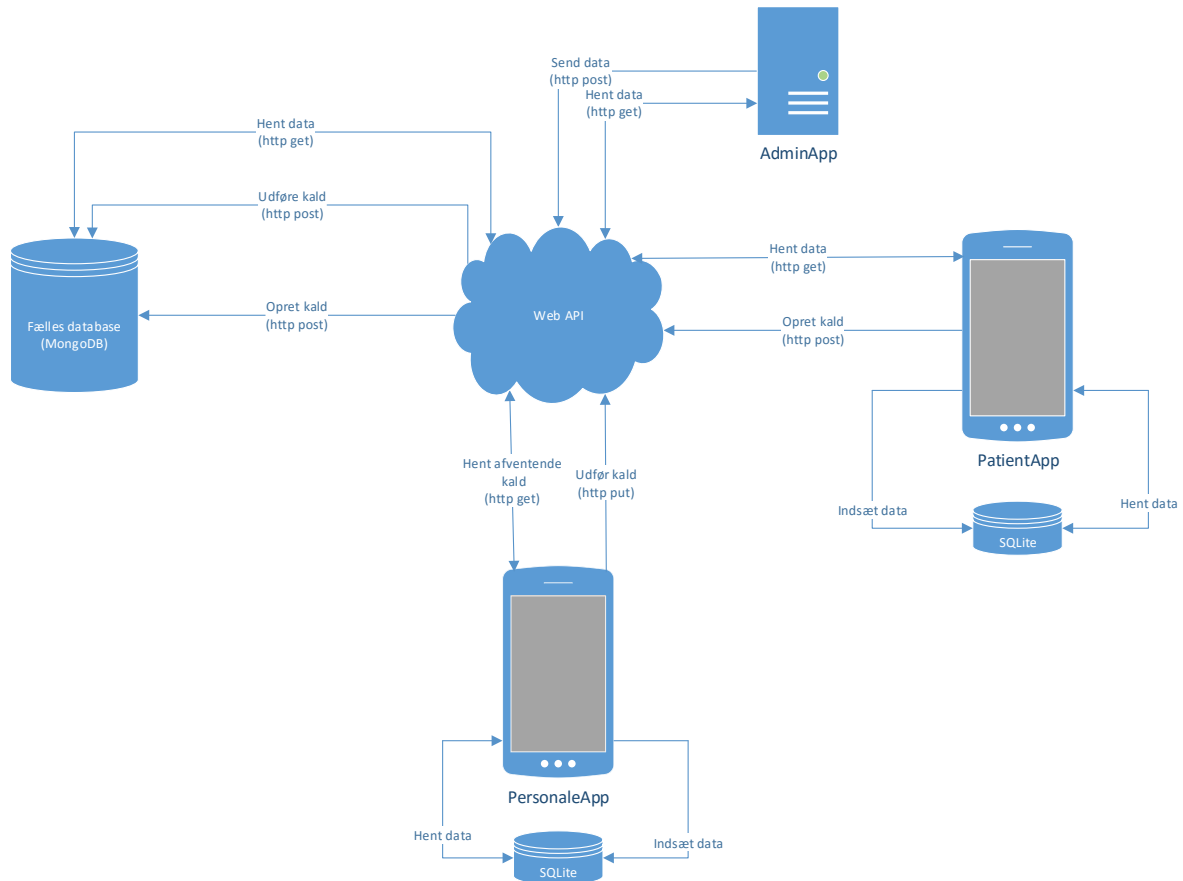 Send data
(http post)
Hent data
(http get)
AdminApp
Hent data
(http get)
Udføre kald
(http post)
Hent data
(http get)
Opret kald
(http post)
Web API
Fælles database
(MongoDB)
Opret kald
(http post)
PatientApp
Hent afventende
kald
(http get)
Udfør kald
(http put)
Indsæt data
Hent data
SQLite
PersonaleApp
Hent data
Indsæt data
SQLite